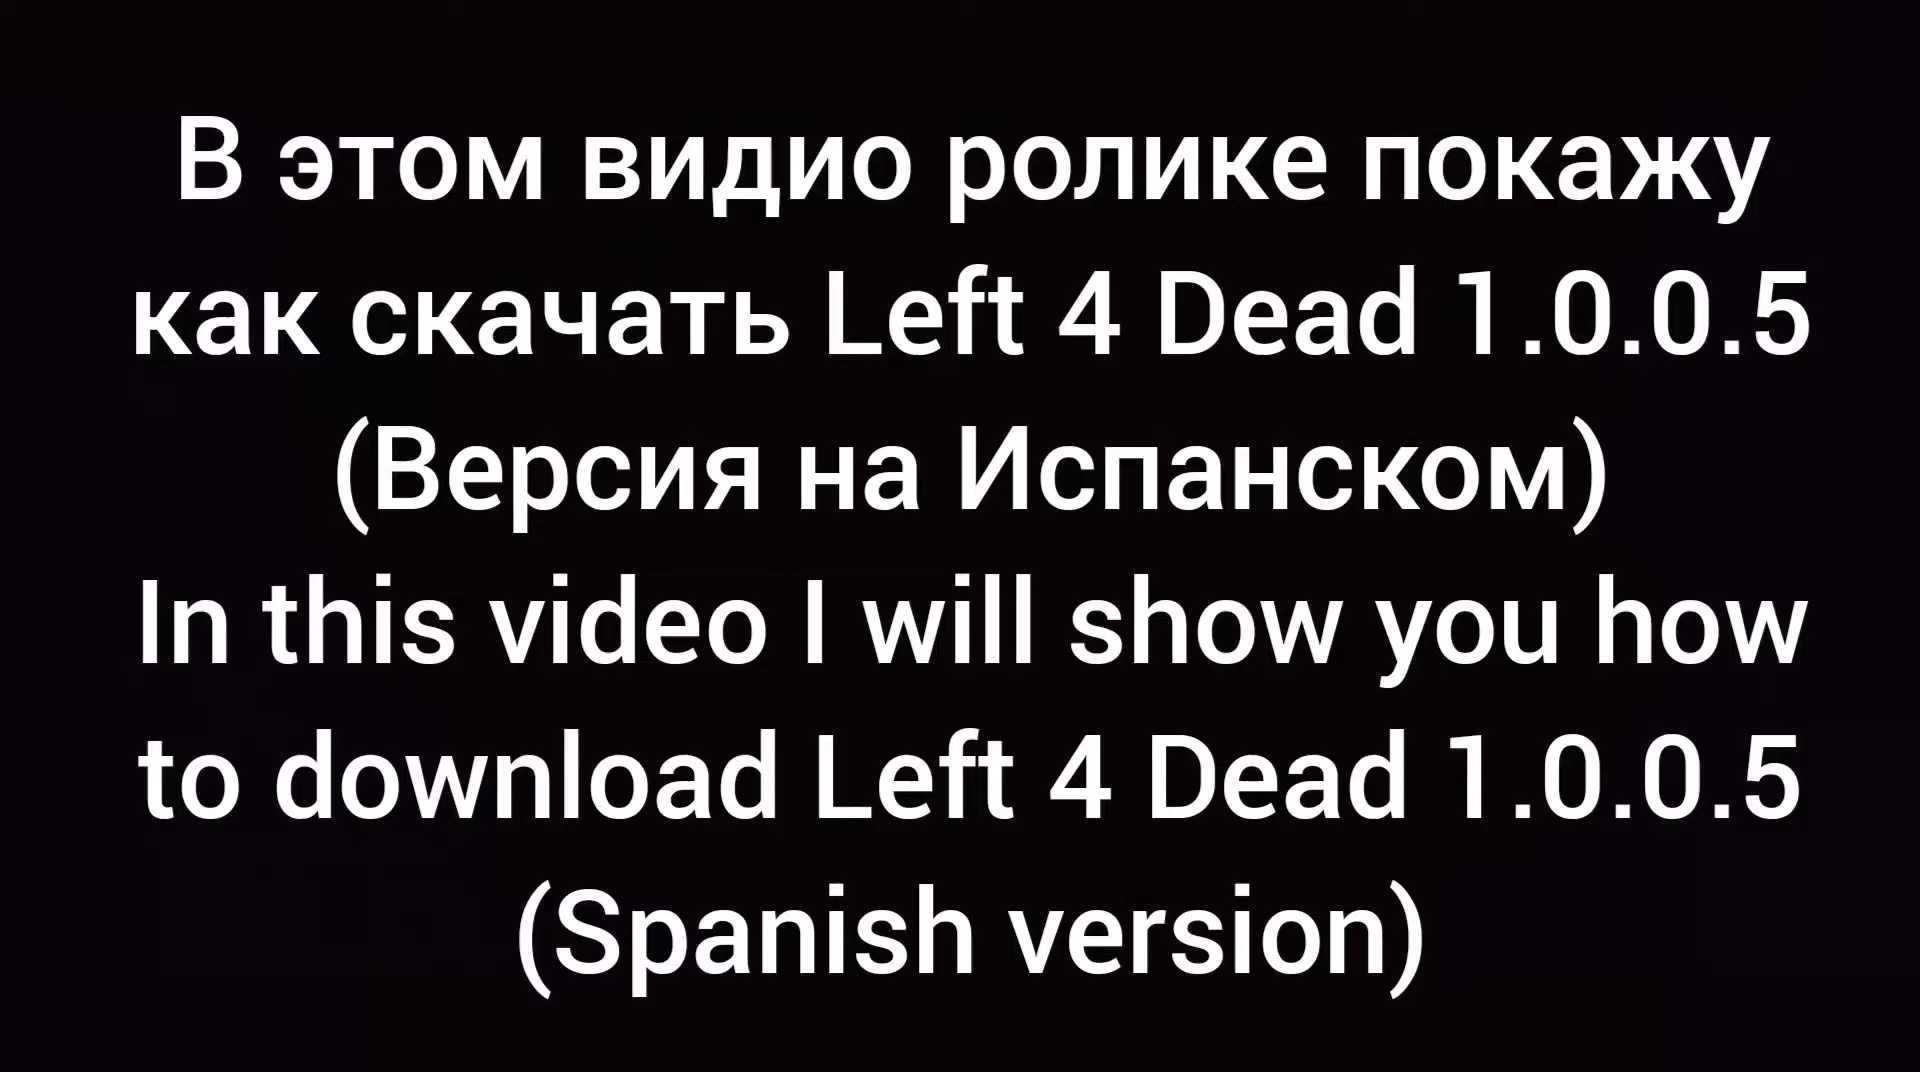 В этом видио ролике покажу
как скачать Left 4 Dead 1.0.0.5
(Версия на Испанском)
In this video I will show you how
to download Left 4 Dead 1.0.0.5
(Spanish version)